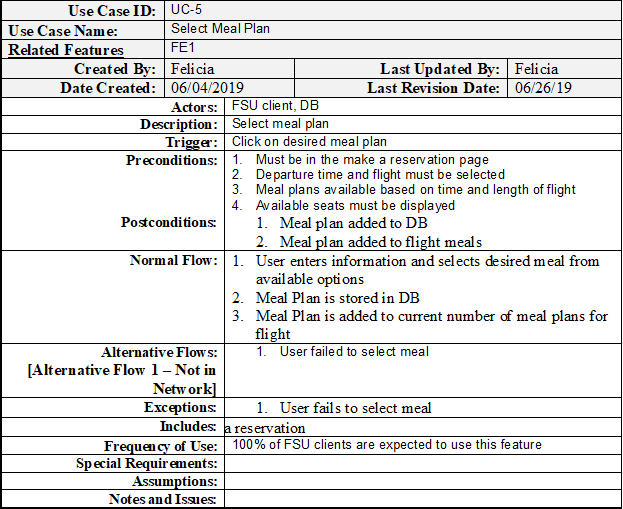 Use Case ID: UC-5
Use Case Name: Select Meal Plan
Related Features FE1
Created By: Felicia Last Updated By: Felicia
Date Created: 06/04/2019 Last Revision Date: 06/26/19
Actors: FSU client, DB
Description: Select meal plan
Trigger: Click on desired meal plan
Preconditions: 1. Must be in the make a reservation page
2. Departure time and flight must be selected
3. Meal plans available based on time and length of flight
4. Available seats must be displayed
Postconditions: 1. Meal plan added to DB
2. Meal plan added to flight meals
Normal Flow: 1. User enters information and selects desired meal from
available options
2. Meal Plan is stored in DB
3. Meal Plan is added to current number of meal plans for
flight
Alternative Flows: 1. User failed to select meal
[Alternative Flow 1 – Not in
Network]
Exceptions: 1. User fails to select meal
Includes: a reservation
Frequency of Use: 100% of FSU clients are expected to use this feature
Special Requirements:
Assumptions:
Notes and Issues: